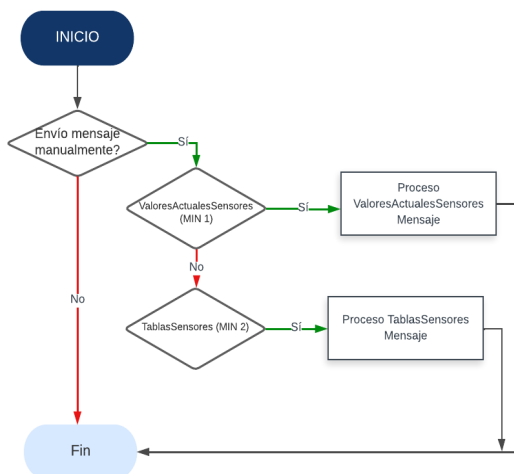 INICIO
Envío mensaje
manualmente?
Sí
ValoresActualesSensores
(MIN 1)
Sí
Proceso
ValoresActualesSensores
Mensaje
No
No
TablasSensores (MIN 2)
Sí
Proceso TablasSensores
Mensaje
Fin